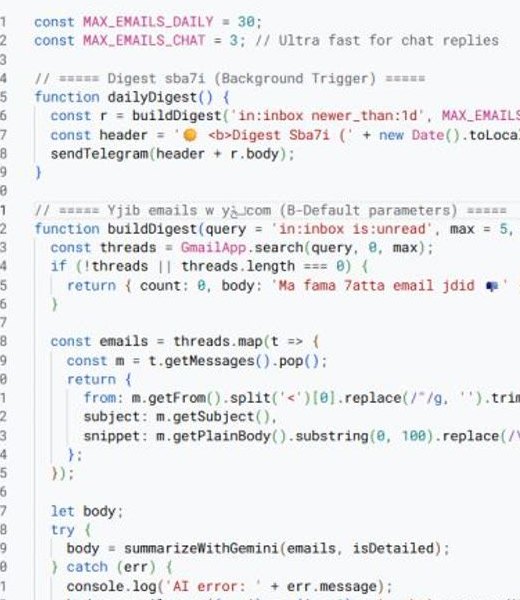 1 const MAX_EMAILS_DAILY = 30;
2 const MAX_EMAILS_CHAT = 3; // Ultra fast for chat replies
3
4 // ===== Digest sba7i (Background Trigger) =====
5 function dailyDigest() {
6 const r = buildDigest('in:inbox newer_than:1d', MAX_EMAILS
7 const header = '🌞 <b>Digest Sba7i (' + new Date().toLocal
8 sendTelegram(header + r.body);
9 }
0
1 // ===== Yjib emails w (B-Default parameters) =====
2 function buildDigest(query = 'in:inbox is:unread', max = 5,
3 const threads = GmailApp.search(query, 0, max);
4 if (!threads || threads.length === 0) {
5 return { count: 0, body: 'Ma fama 7atta email jdid 📭'
6 }
7
8 const emails = threads.map(t => {
9 const m = t.getMessages().pop();
0 return {
1 from: m.getFrom().split('<')[0].replace(/"/g, '').trim
2 subject: m.getSubject(),
3 snippet: m.getPlainBody().substring(0, 100).replace(/\
4 };
5 });
6
7 let body;
8 try {
9 body = summarizeWithGemini(emails, isDetailed);
0 } catch (err) {
1 console.log('AI error: ' + err.message);